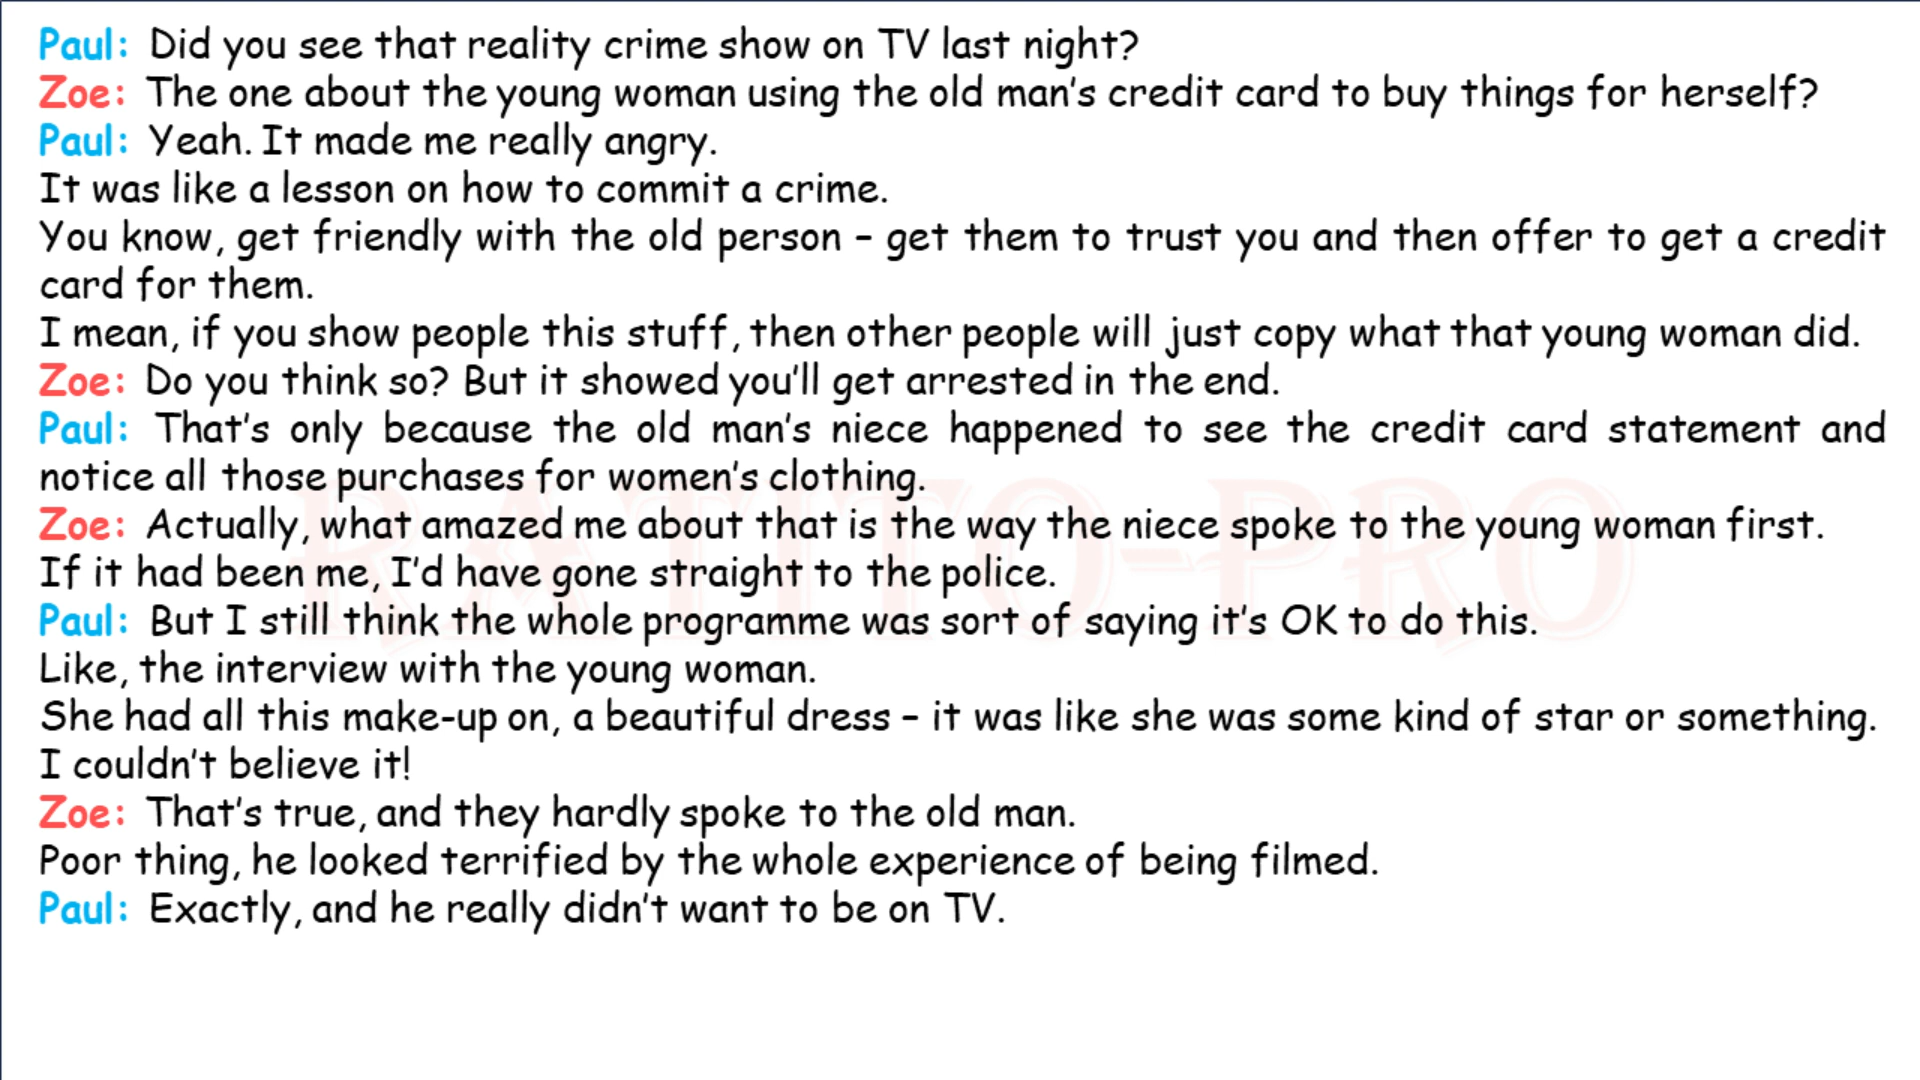 Paul: Did you see that reality crime show on TV last night?
Zoe: The one about the young woman using the old man's credit card to buy things for herself?
Paul: Yeah. It made me really angry.
It was like a lesson on how to commit a crime.
You know, get friendly with the old person – get them to trust you and then offer to get a credit
card for them.
I mean, if you show people this stuff, then other people will just copy what that young woman did.
Zoe: Do you think so? But it showed you'll get arrested in the end.
Paul: That's only because the old man's niece happened to see the credit card statement and
notice all those purchases for women's clothing.
Zoe: Actually, what amazed me about that is the way the niece spoke to the young woman first.
If it had been me, I'd have gone straight to the police.
Paul: But I still think the whole programme was sort of saying it's OK to do this.
Like, the interview with the young woman.
She had all this make-up on, a beautiful dress – it was like she was some kind of star or something.
I couldn't believe it!
Zoe: That's true, and they hardly spoke to the old man.
Poor thing, he looked terrified by the whole experience of being filmed.
Paul: Exactly, and he really didn't want to be on TV.
RATITO-PRO